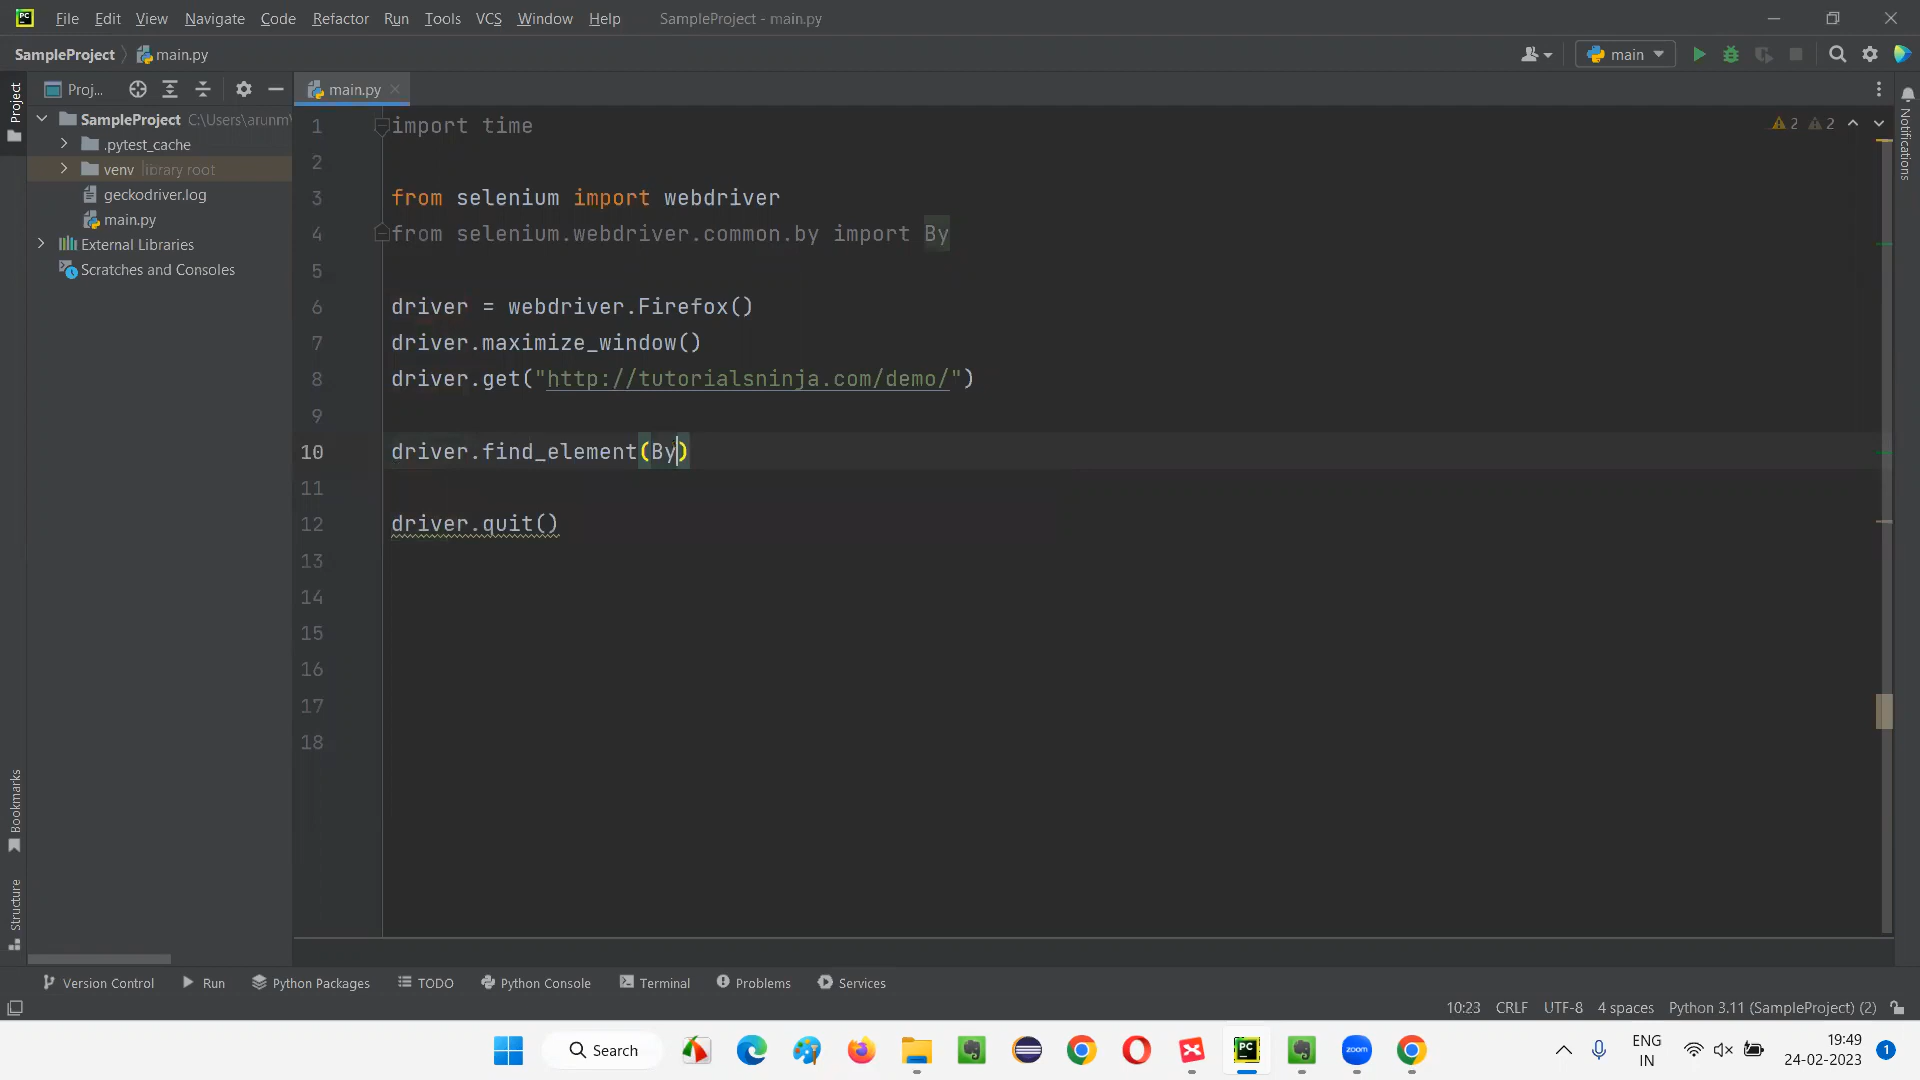 File Edit View Navigate Code Refactor Run Tools VCS Window Help SampleProject - main.py
SampleProject main.py main
Project
Proj... main.py
SampleProject C:\Users\arunm\
.pytest_cache
venv library root
geckodriver.log
main.py
External Libraries
Scratches and Consoles
2 2
Notifications
1 import time
2
3 from selenium import webdriver
4 from selenium.webdriver.common.by import By
5
6 driver = webdriver.Firefox()
7 driver.maximize_window()
8 driver.get("http://tutorialsninja.com/demo/")
9
10 driver.find_element(By)
11
12 driver.quit()
13
14
15
16
17
18
Bookmarks
Structure
Version Control Run Python Packages TODO Python Console Terminal Problems Services
10:23 CRLF UTF-8 4 spaces Python 3.11 (SampleProject) (2)
Search zoom PC ENG 19:49
IN 24-02-2023 1